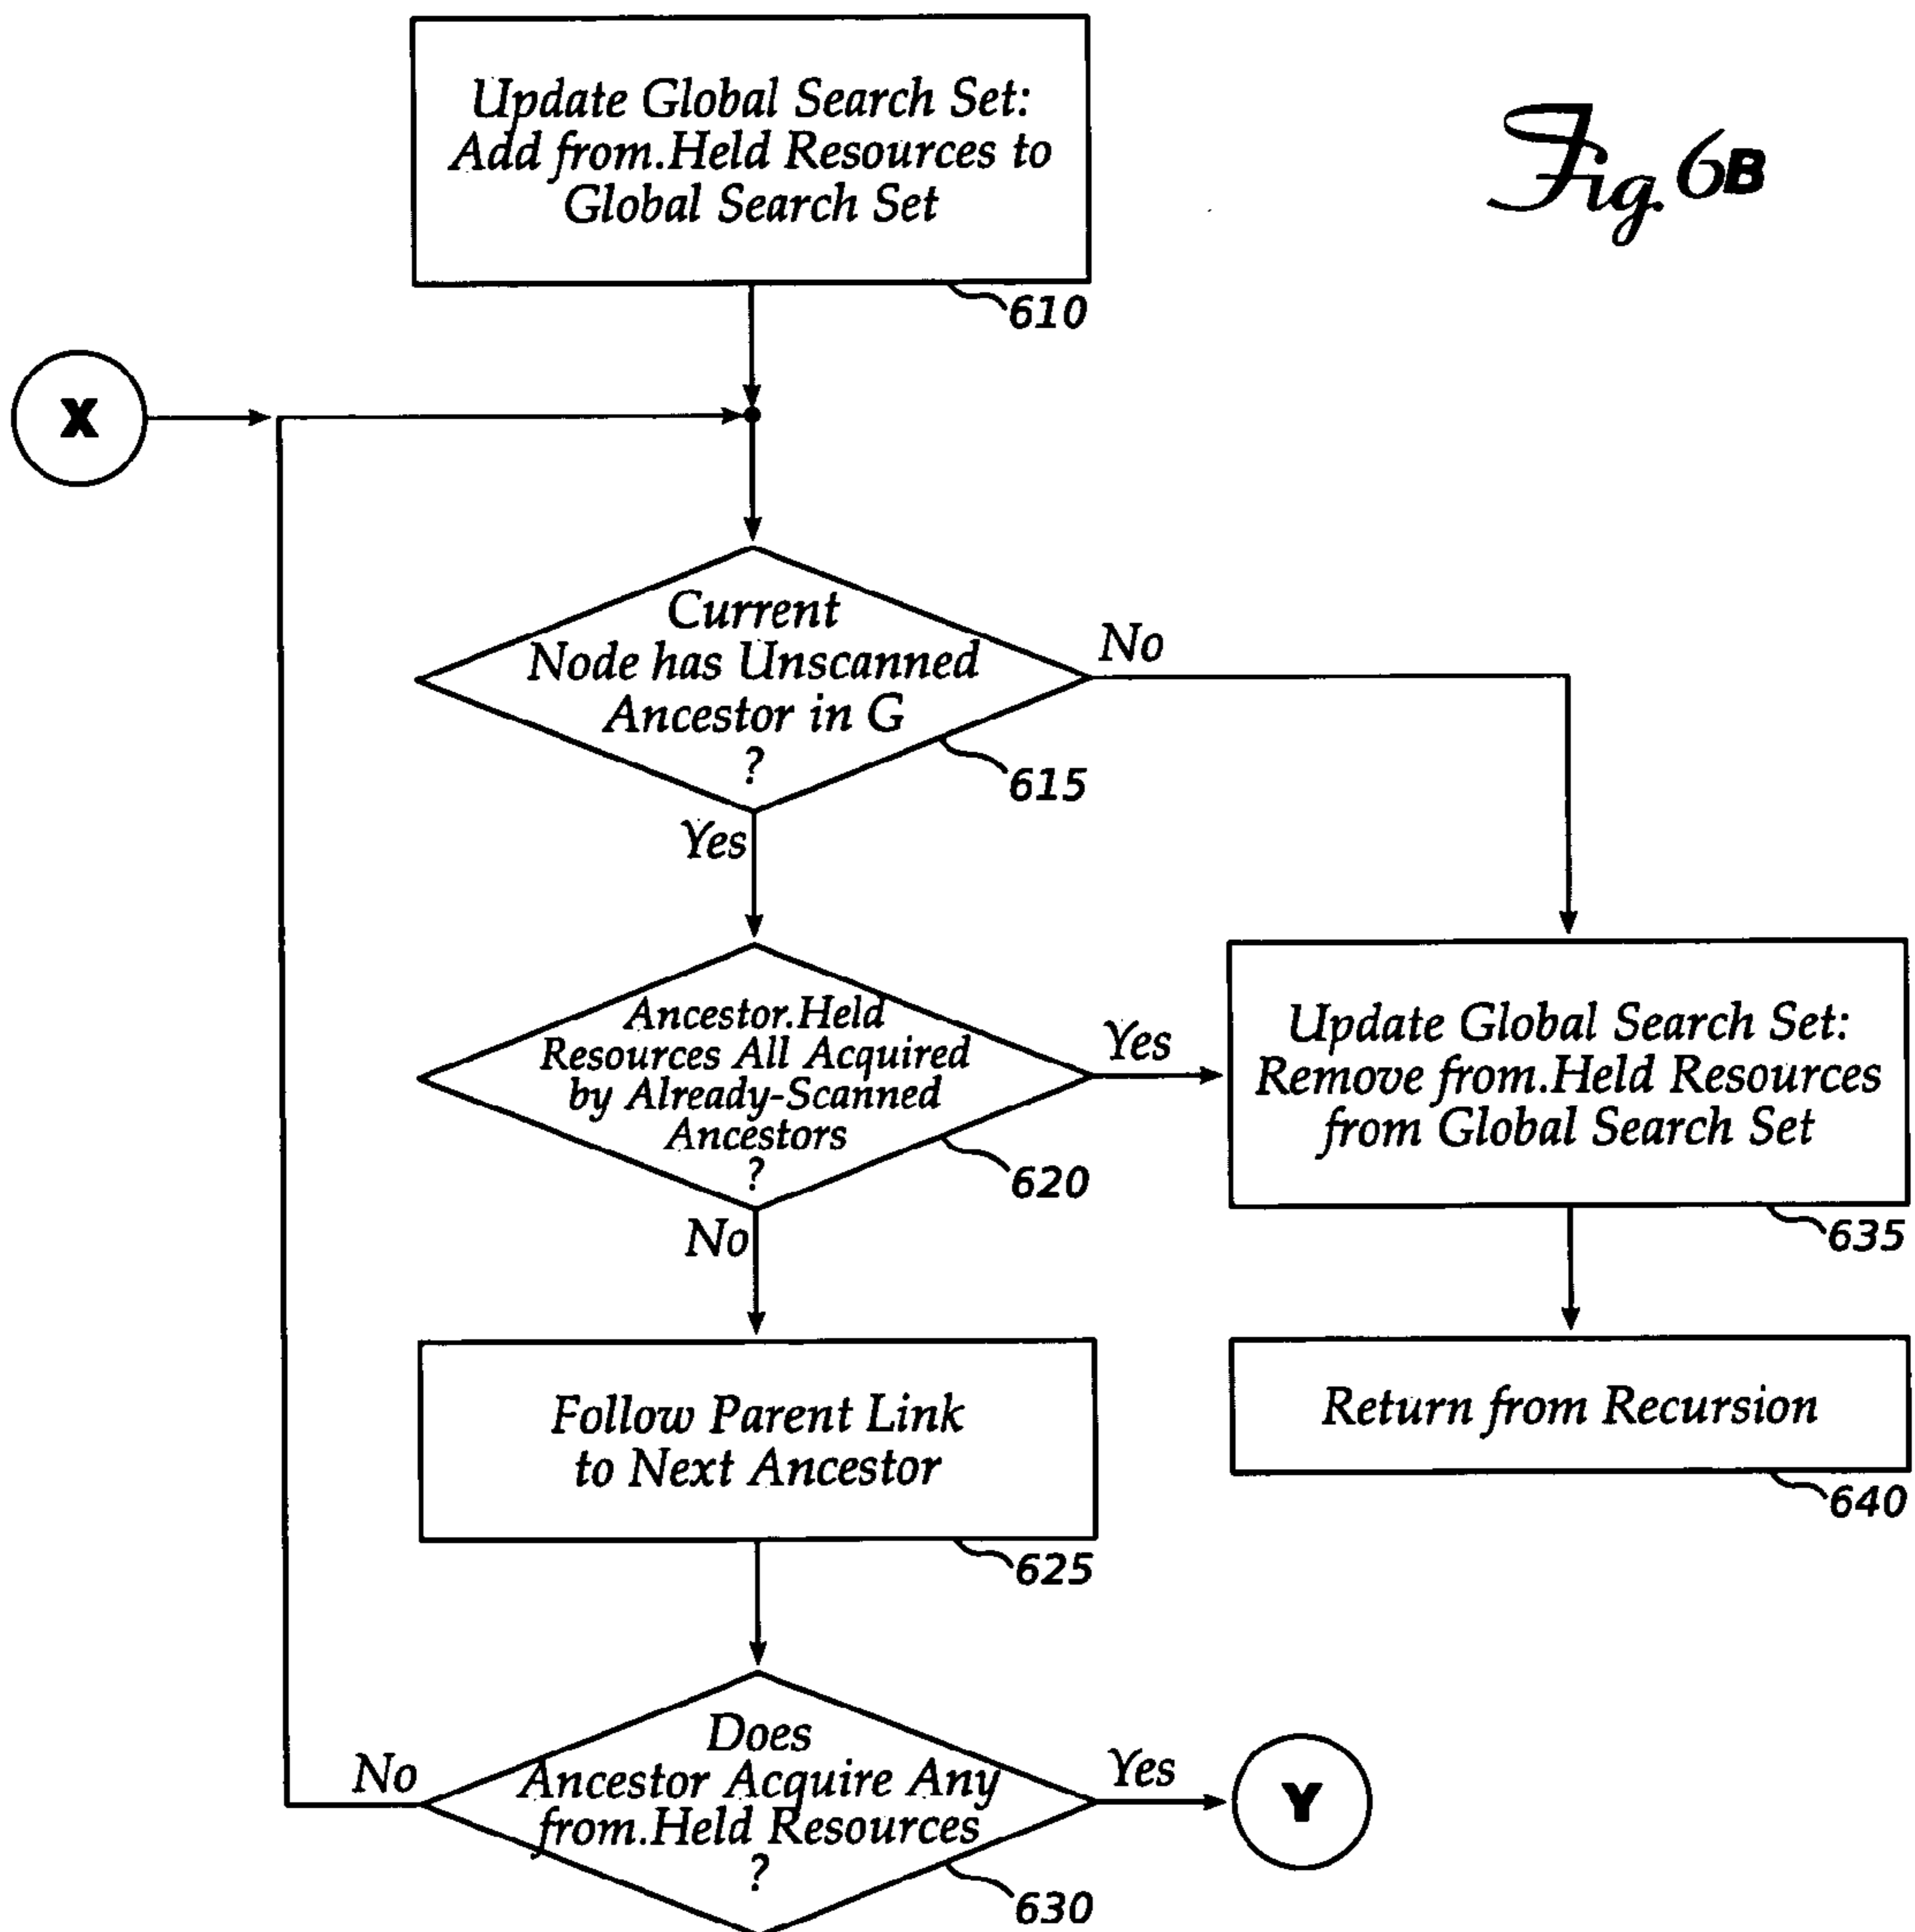 Update Global Search Set:
Add from.Held Resources to
Global Search Set
Fig. 6B
610
X
Current
Node has Unscanned
Ancestor in G
?
No
615
Yes
Ancestor.Held
Resources All Acquired
by Already-Scanned
Ancestors
?
Yes
620
No
Update Global Search Set:
Remove from.Held Resources
from Global Search Set
635
Follow Parent Link
to Next Ancestor
625
Return from Recursion
640
Does
Ancestor Acquire Any
from.Held Resources
?
No
Yes
Y
630